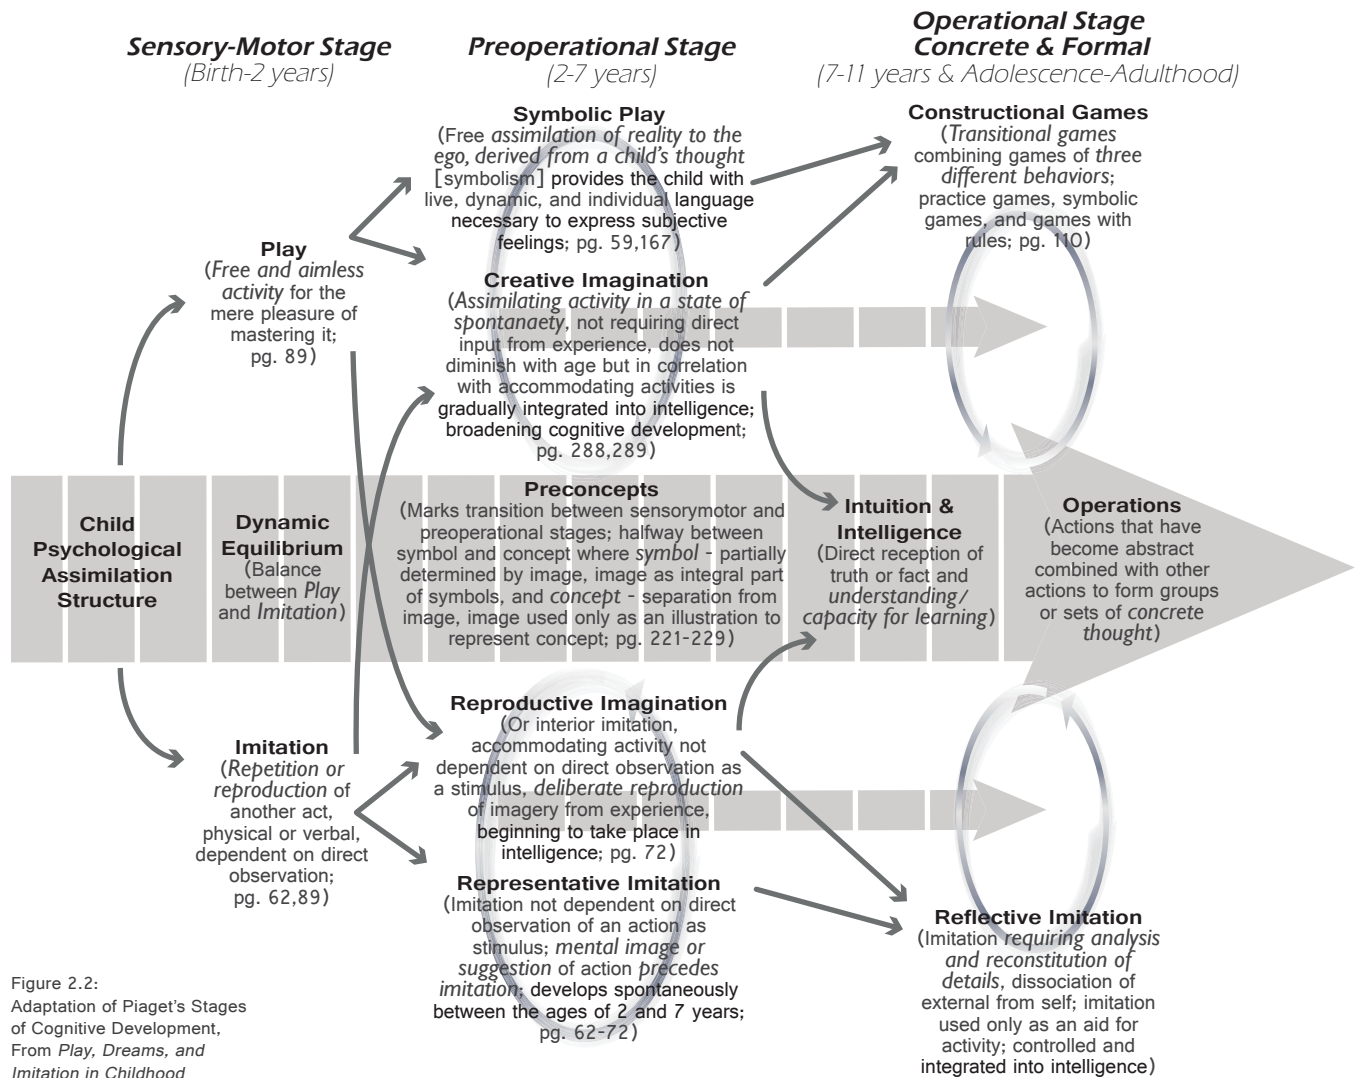 Sensory-Motor Stage
(Birth-2 years)
Preoperational Stage
(2-7 years)
Operational Stage
Concrete & Formal
(7-11 years & Adolescence-Adulthood)
Symbolic Play
(Free assimilation of reality to the
ego, derived from a child's thought
[symbolism] provides the child with
live, dynamic, and individual language
necessary to express subjective
feelings; pg. 59,167)
Constructional Games
(Transitional games
combining games of three
different behaviors;
practice games, symbolic
games, and games with
rules; pg. 110)
Play
(Free and aimless
activity for the
mere pleasure of
mastering it;
pg. 89)
Creative Imagination
(Assimilating activity in a state of
spontanaety, not requiring direct
input from experience, does not
diminish with age but in correlation
with accommodating activities is
gradually integrated into intelligence;
broadening cognitive development;
pg. 288,289)
Child
Psychological
Assimilation
Structure
Dynamic
Equilibrium
(Balance
between Play
and Imitation)
Preconcepts
(Marks transition between sensorymotor and
preoperational stages; halfway between
symbol and concept where symbol - partially
determined by image, image as integral part
of symbols, and concept - separation from
image, image used only as an illustration to
represent concept; pg. 221-229)
Intuition &
Intelligence
(Direct reception of
truth or fact and
understanding/
capacity for learning)
Operations
(Actions that have
become abstract
combined with other
actions to form groups
or sets of concrete
thought)
Imitation
(Repetition or
reproduction of
another act,
physical or verbal,
dependent on direct
observation;
pg. 62,89)
Reproductive Imagination
(Or interior imitation,
accommodating activity not
dependent on direct observation as
a stimulus, deliberate reproduction
of imagery from experience,
beginning to take place in
intelligence; pg. 72)
Representative Imitation
(Imitation not dependent on direct
observation of an action as
stimulus; mental image or
suggestion of action precedes
imitation; develops spontaneously
between the ages of 2 and 7 years;
pg. 62-72)
Reflective Imitation
(Imitation requiring analysis
and reconstitution of
details, dissociation of
external from self; imitation
used only as an aid for
activity; controlled and
integrated into intelligence)
Figure 2.2:
Adaptation of Piaget's Stages
of Cognitive Development,
From Play, Dreams, and
Imitation in Childhood